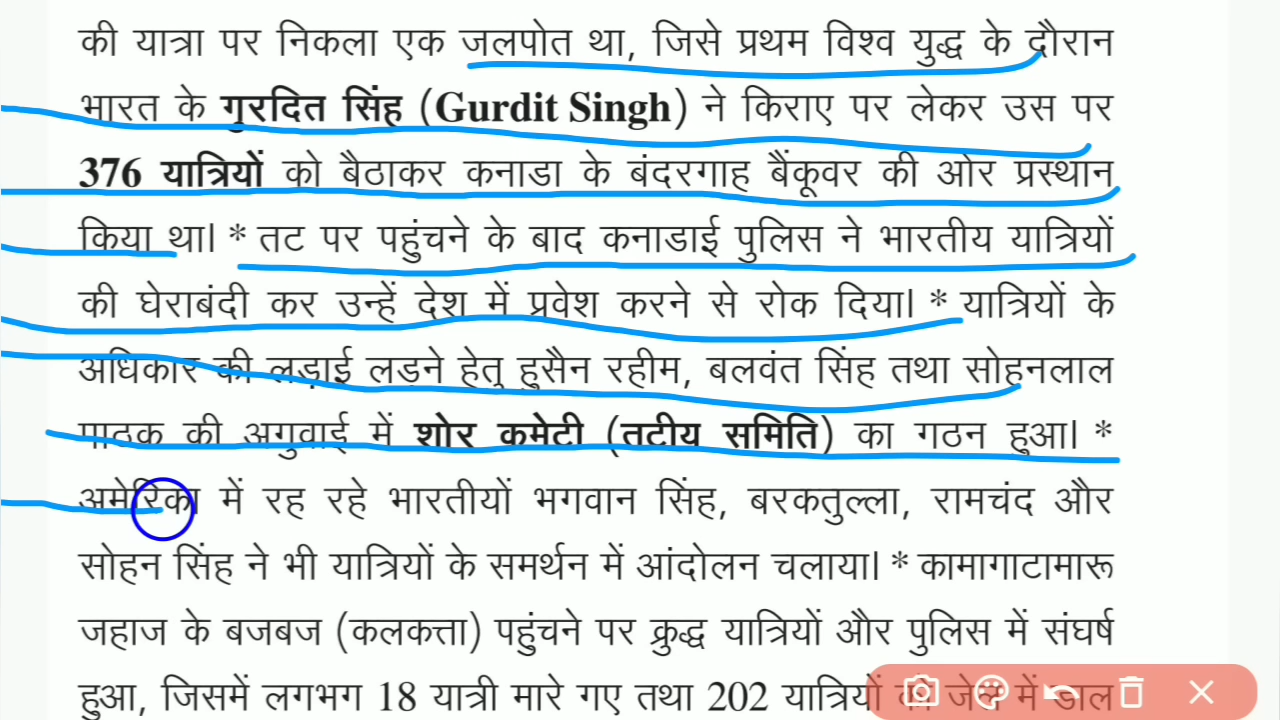 की यात्रा पर निकला एक जलपोत था, जिसे प्रथम विश्व युद्ध के दौरान
भारत के गुरदित सिंह (Gurdit Singh) ने किराए पर लेकर उस पर
376 यात्रियों को बैठाकर कनाडा के बंदरगाह बैंकूवर की ओर प्रस्थान
किया था। * तट पर पहुंचने के बाद कनाडाई पुलिस ने भारतीय यात्रियों
की घेराबंदी कर उन्हें देश में प्रवेश करने से रोक दिया। * यात्रियों के
अधिकार की लड़ाई लड़ने हेतु हुसैन रहीम, बलवंत सिंह तथा सोहनलाल
पाठक की अगुवाई में शोर कमेटी (तटीय समिति) का गठन हुआ। *
अमेरिका में रह रहे भारतीयों भगवान सिंह, बरकतुल्ला, रामचंद और
सोहन सिंह ने भी यात्रियों के समर्थन में आंदोलन चलाया। * कामागाटामारू
जहाज के बजबज (कलकत्ता) पहुंचने पर क्रुद्ध यात्रियों और पुलिस में संघर्ष
हुआ, जिसमें लगभग 18 यात्री मारे गए तथा 202 यात्रियों को जेल में डाल